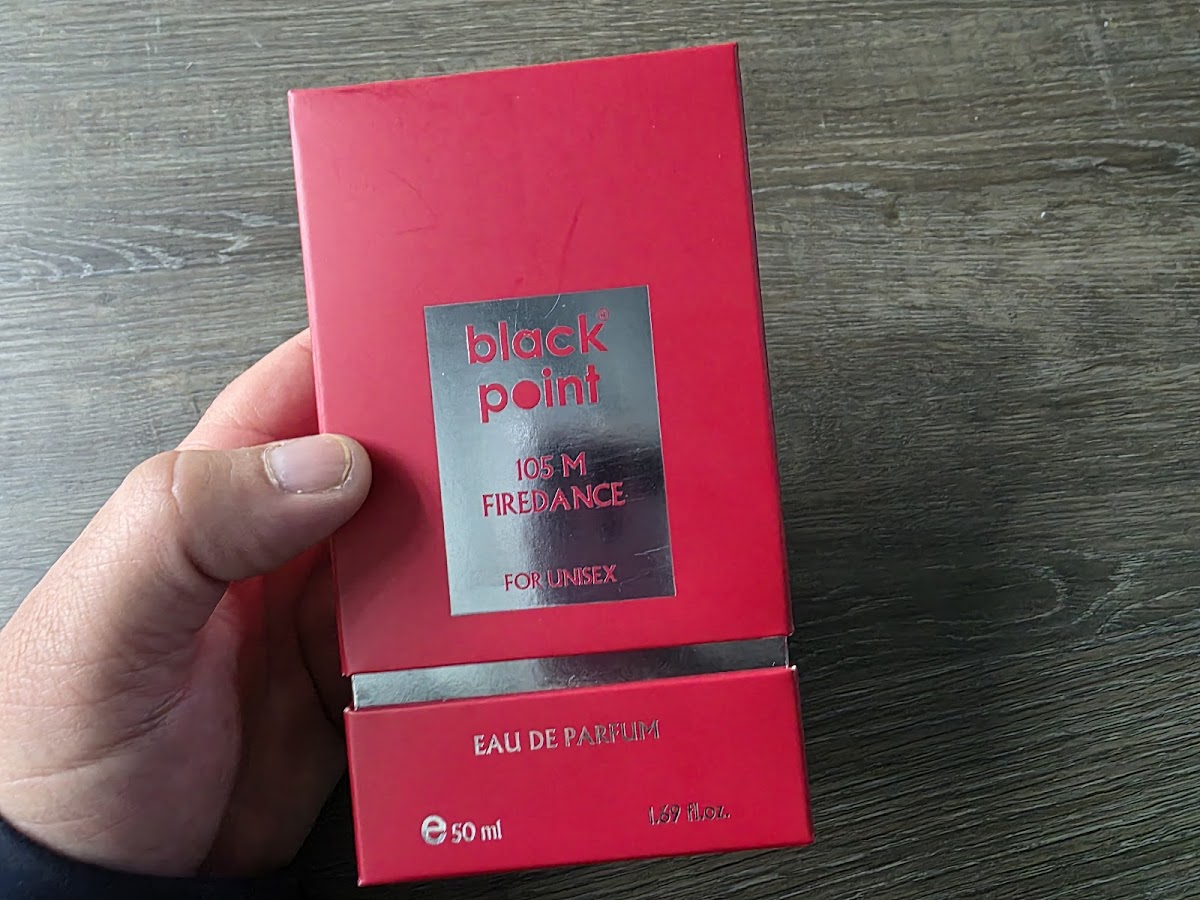 black®
point
105 M
FIREDANCE
FOR UNISEX
EAU DE PARFUM
℮ 50 ml
1.69 fl.oz.